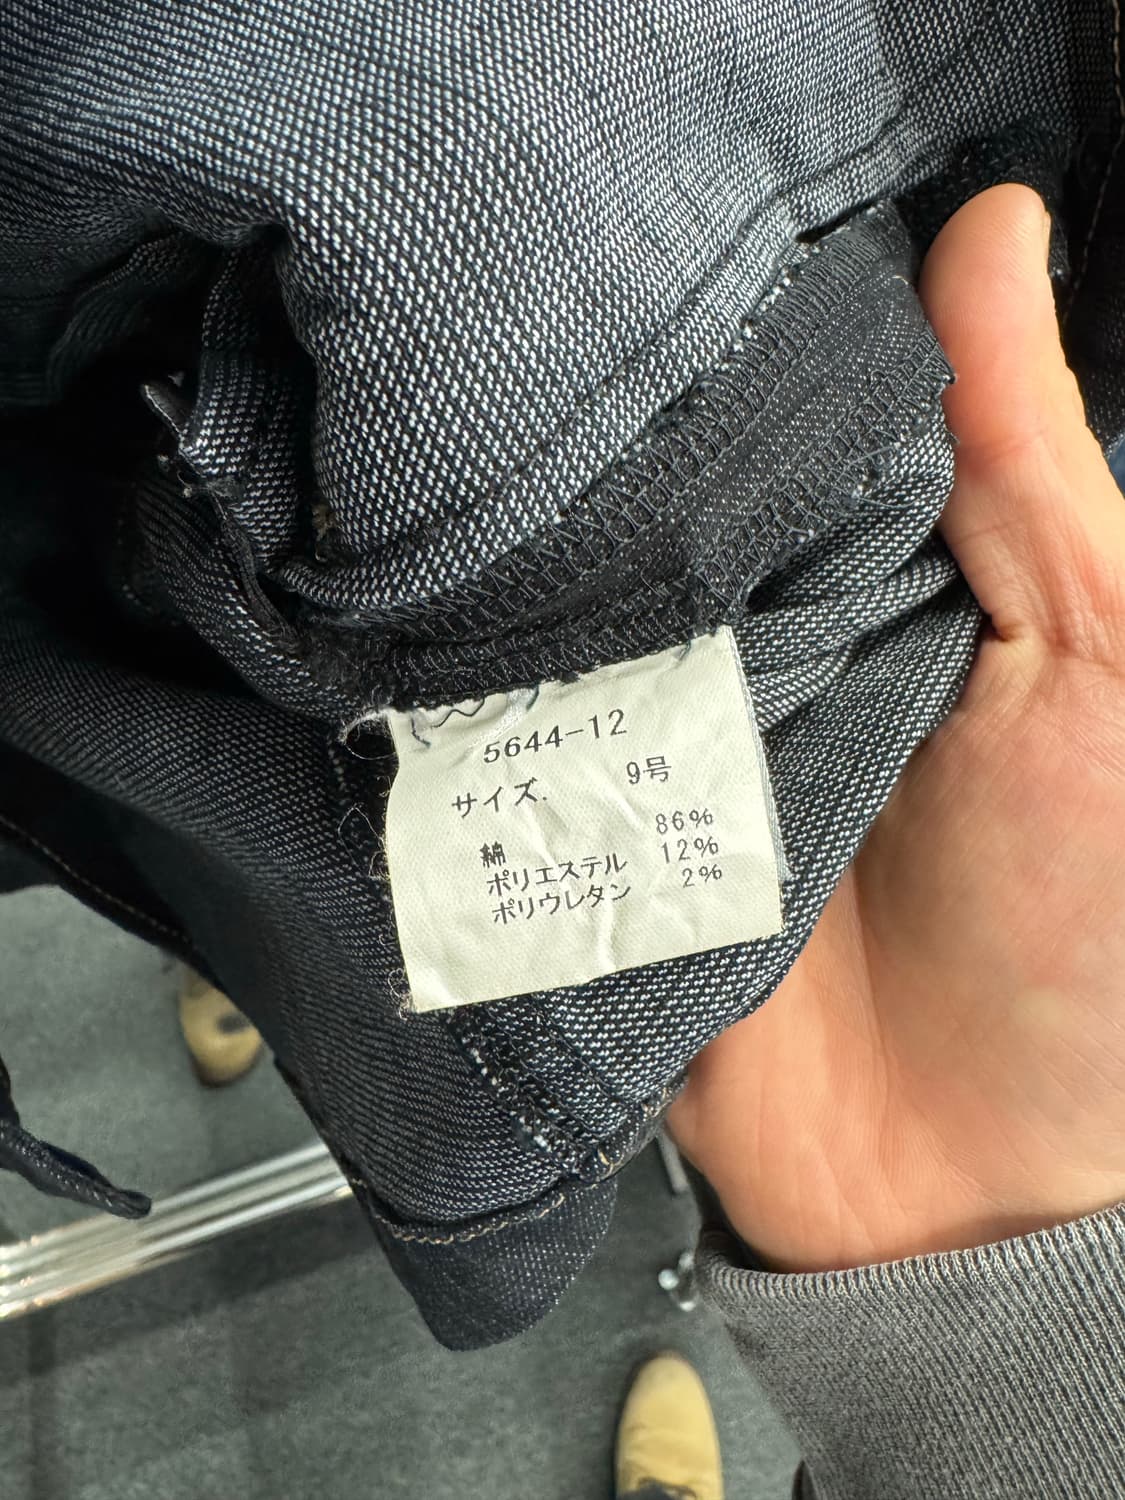 5644-12
サイズ. 9号
綿 86%
ポリエステル 12%
ポリウレタン 2%